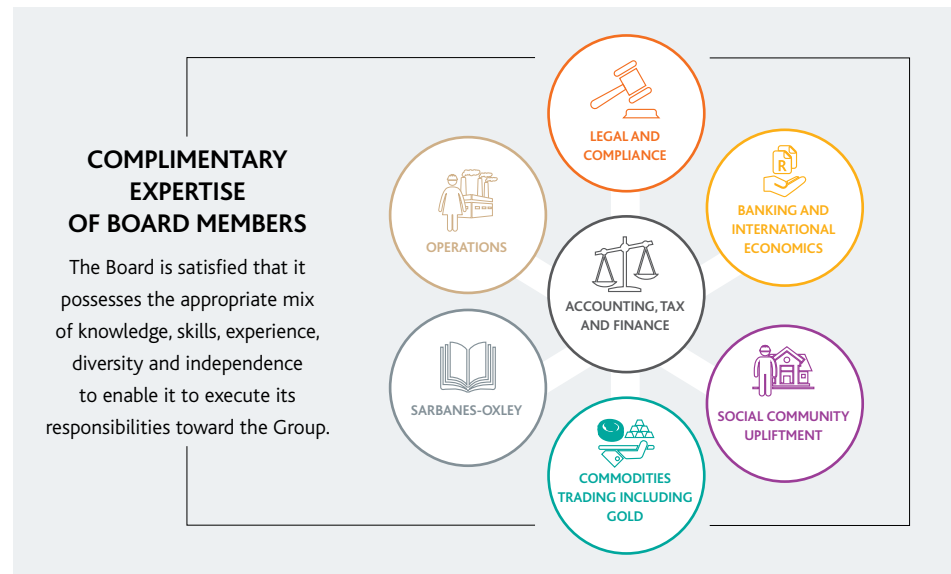 COMPLIMENTARY
EXPERTISE
OF BOARD MEMBERS
The Board is satisfied that it
possesses the appropriate mix
of knowledge, skills, experience,
diversity and independence
to enable it to execute its
responsibilities toward the Group.
LEGAL AND
COMPLIANCE
R
BANKING AND
INTERNATIONAL
ECONOMICS
OPERATIONS
ACCOUNTING, TAX
AND FINANCE
SARBANES-OXLEY
SOCIAL COMMUNITY
UPLIFTMENT
COMMODITIES
TRADING INCLUDING
GOLD